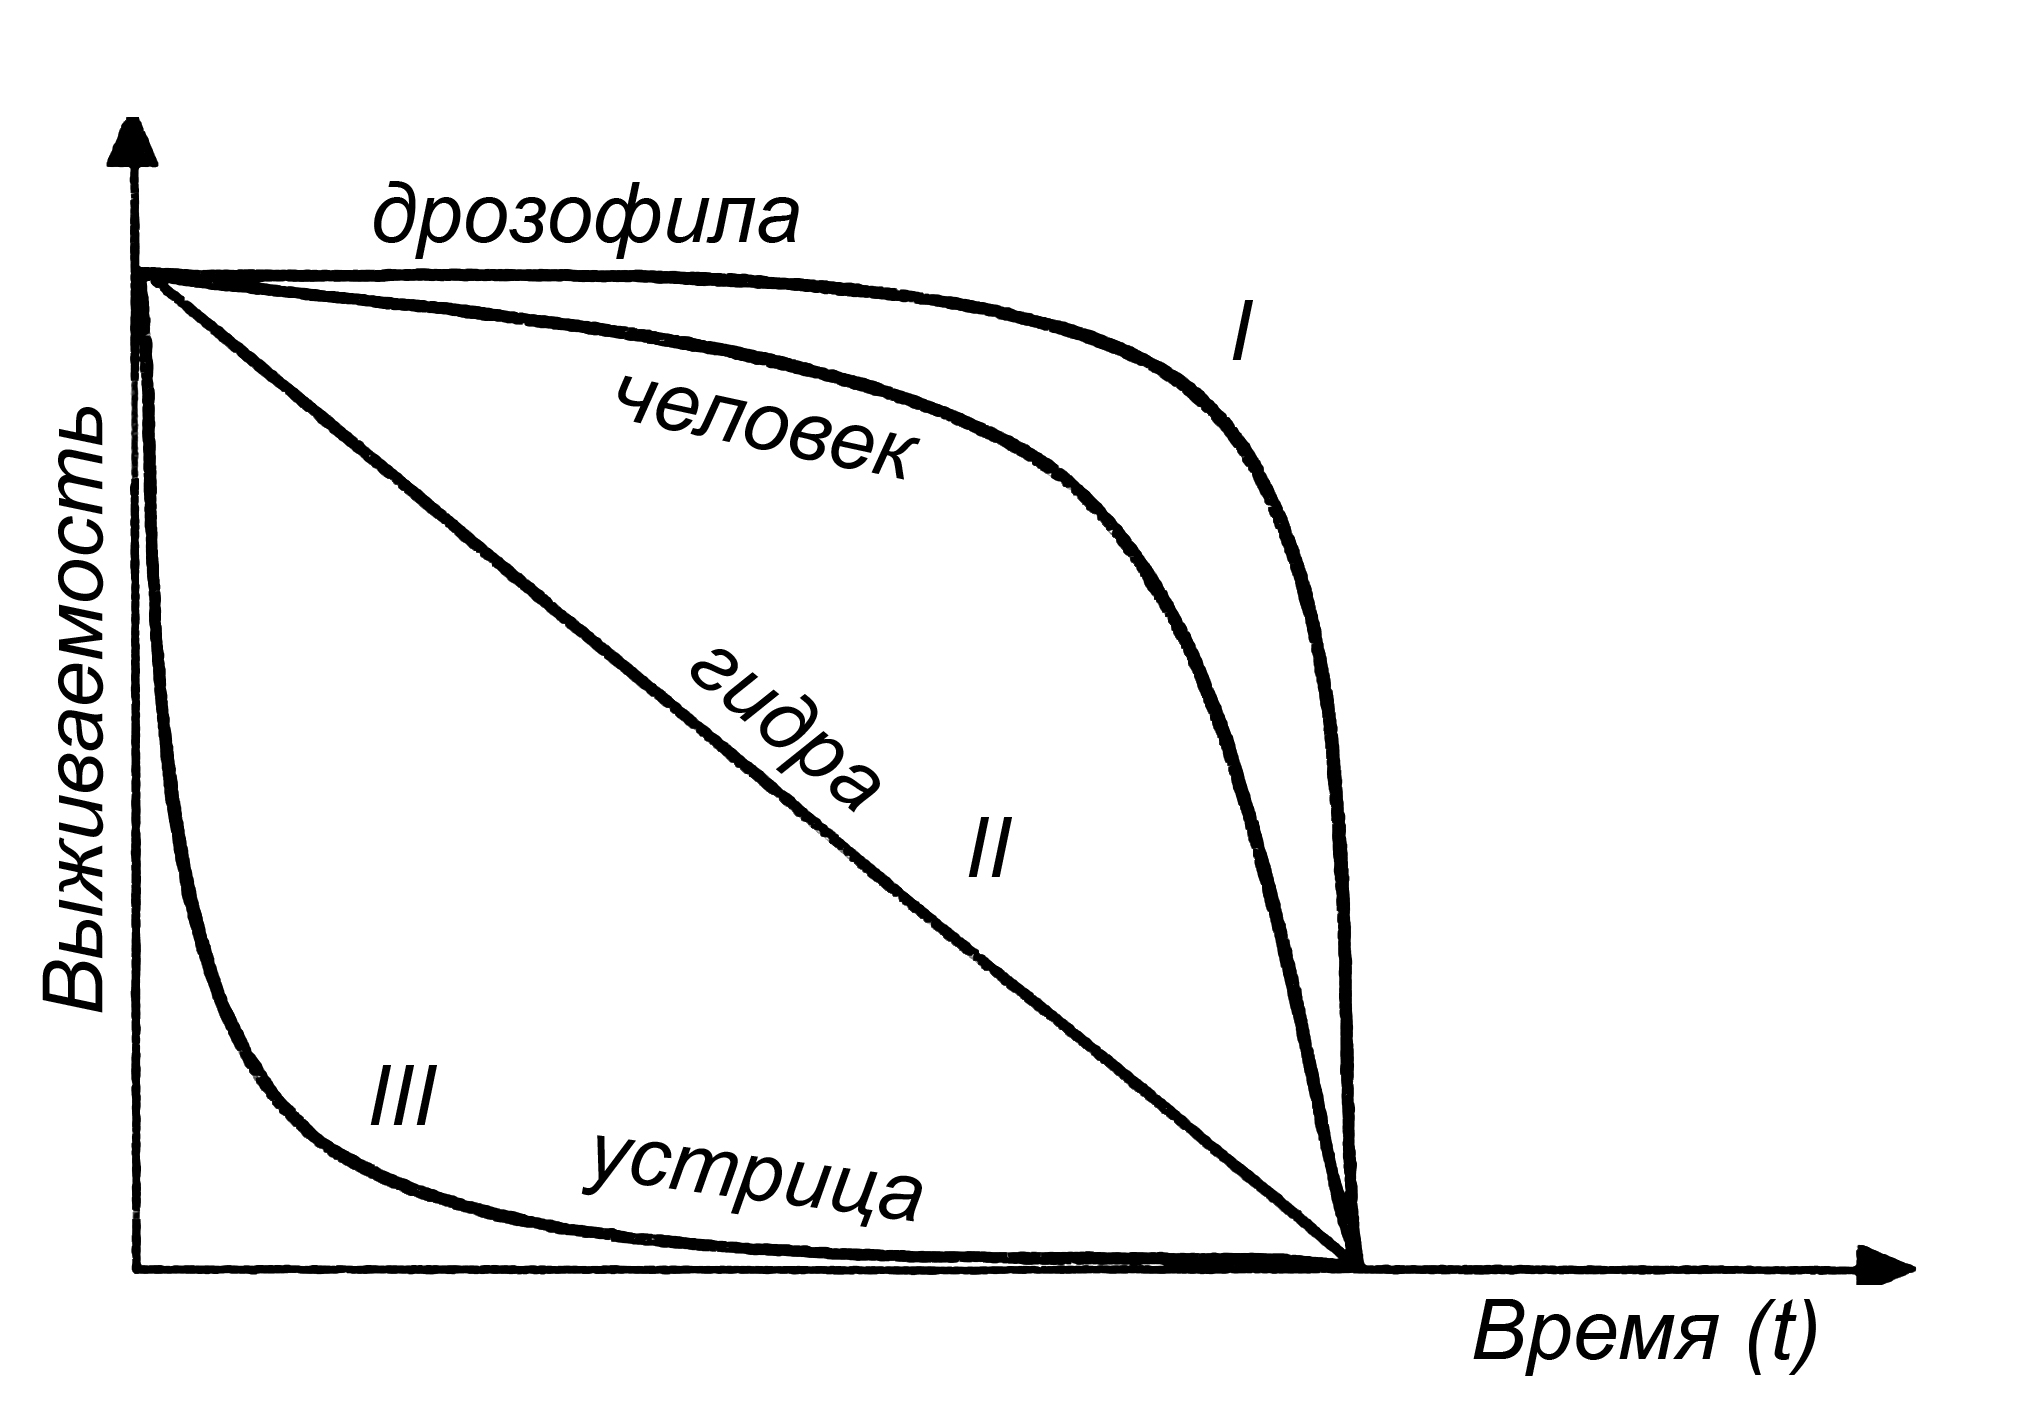 дрозофила
I
человек
Выживаемость
гидра
II
III
устрица
Время (t)